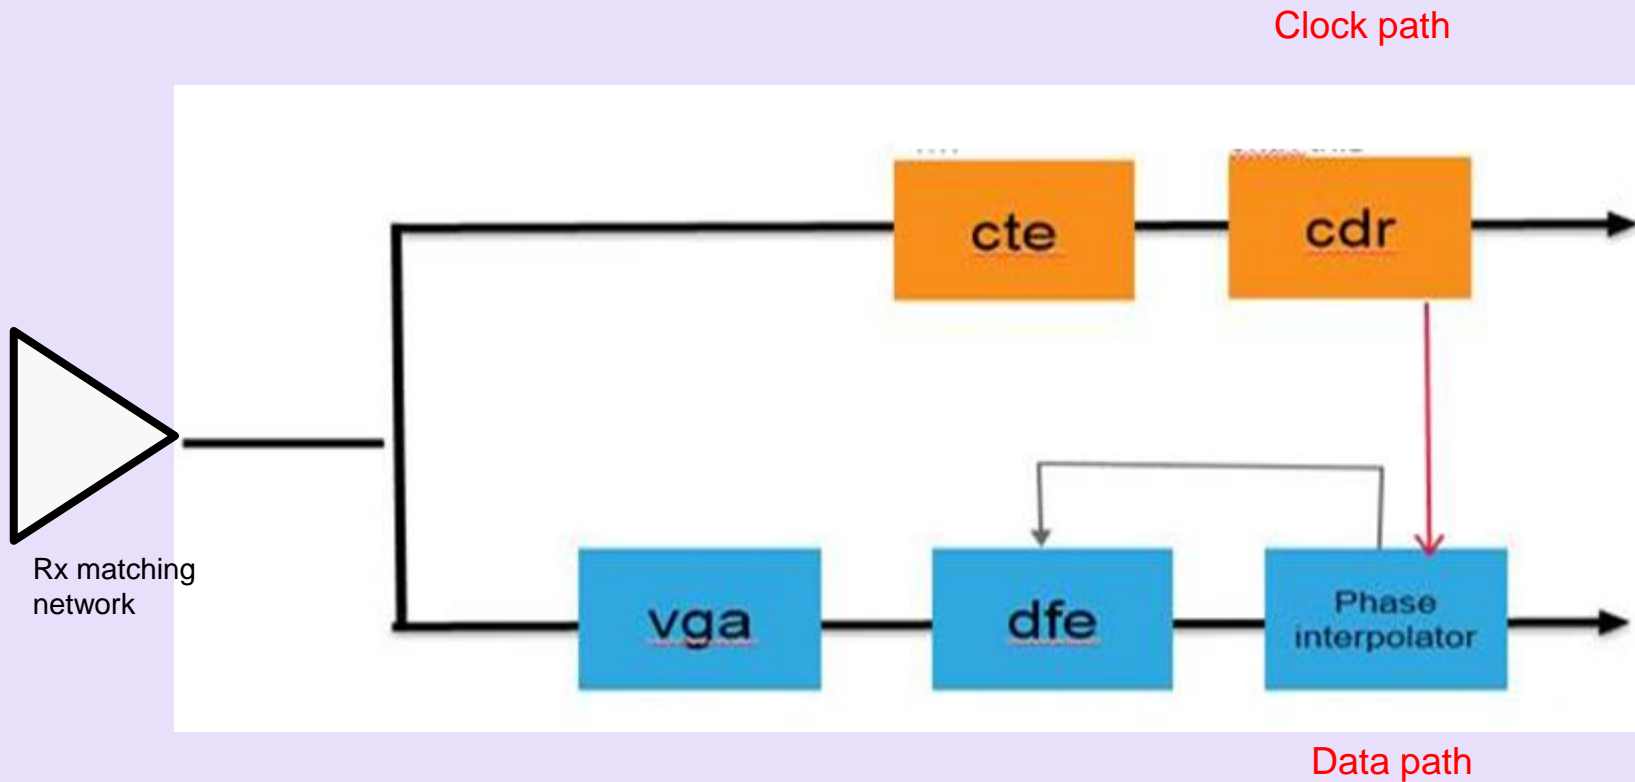 Clock path
cte
cdr
Rx matching
network
vga
dfe
Phase
interpolator
Data path